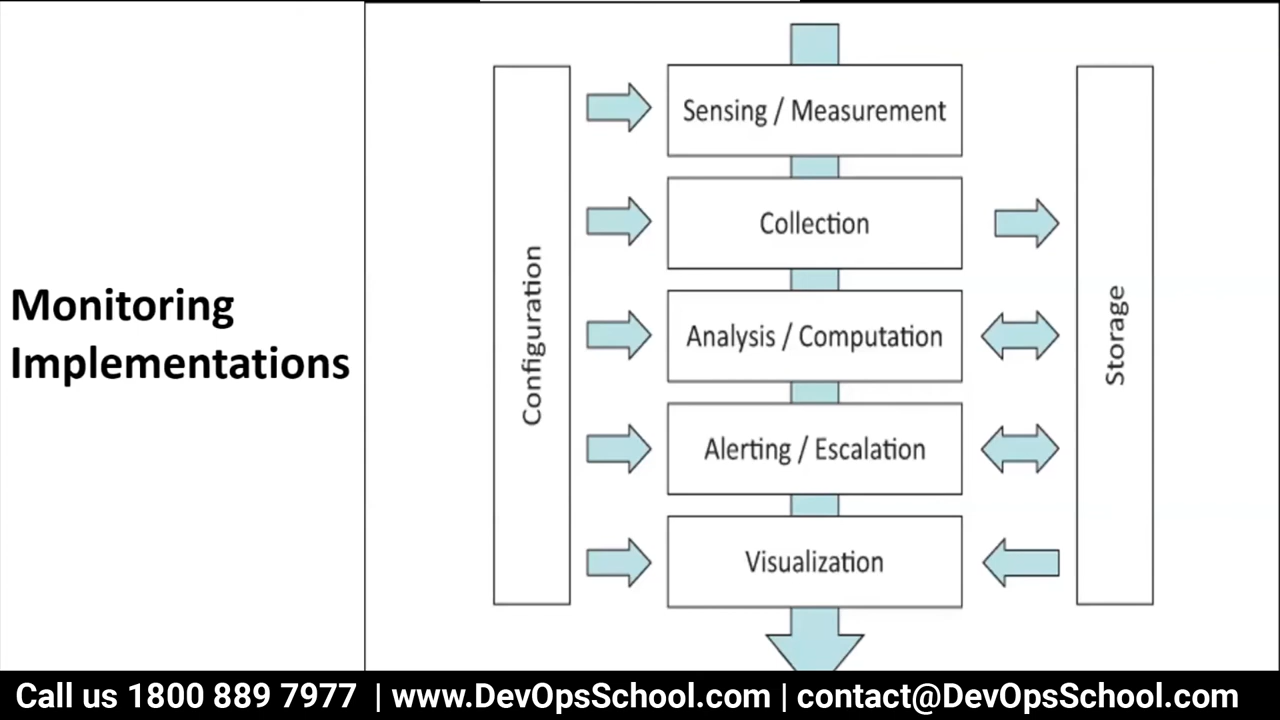 Monitoring
Implementations
Configuration
Sensing / Measurement
Collection
Analysis / Computation
Alerting / Escalation
Visualization
Storage
Call us 1800 889 7977 | www.DevOpsSchool.com | contact@DevOpsSchool.com